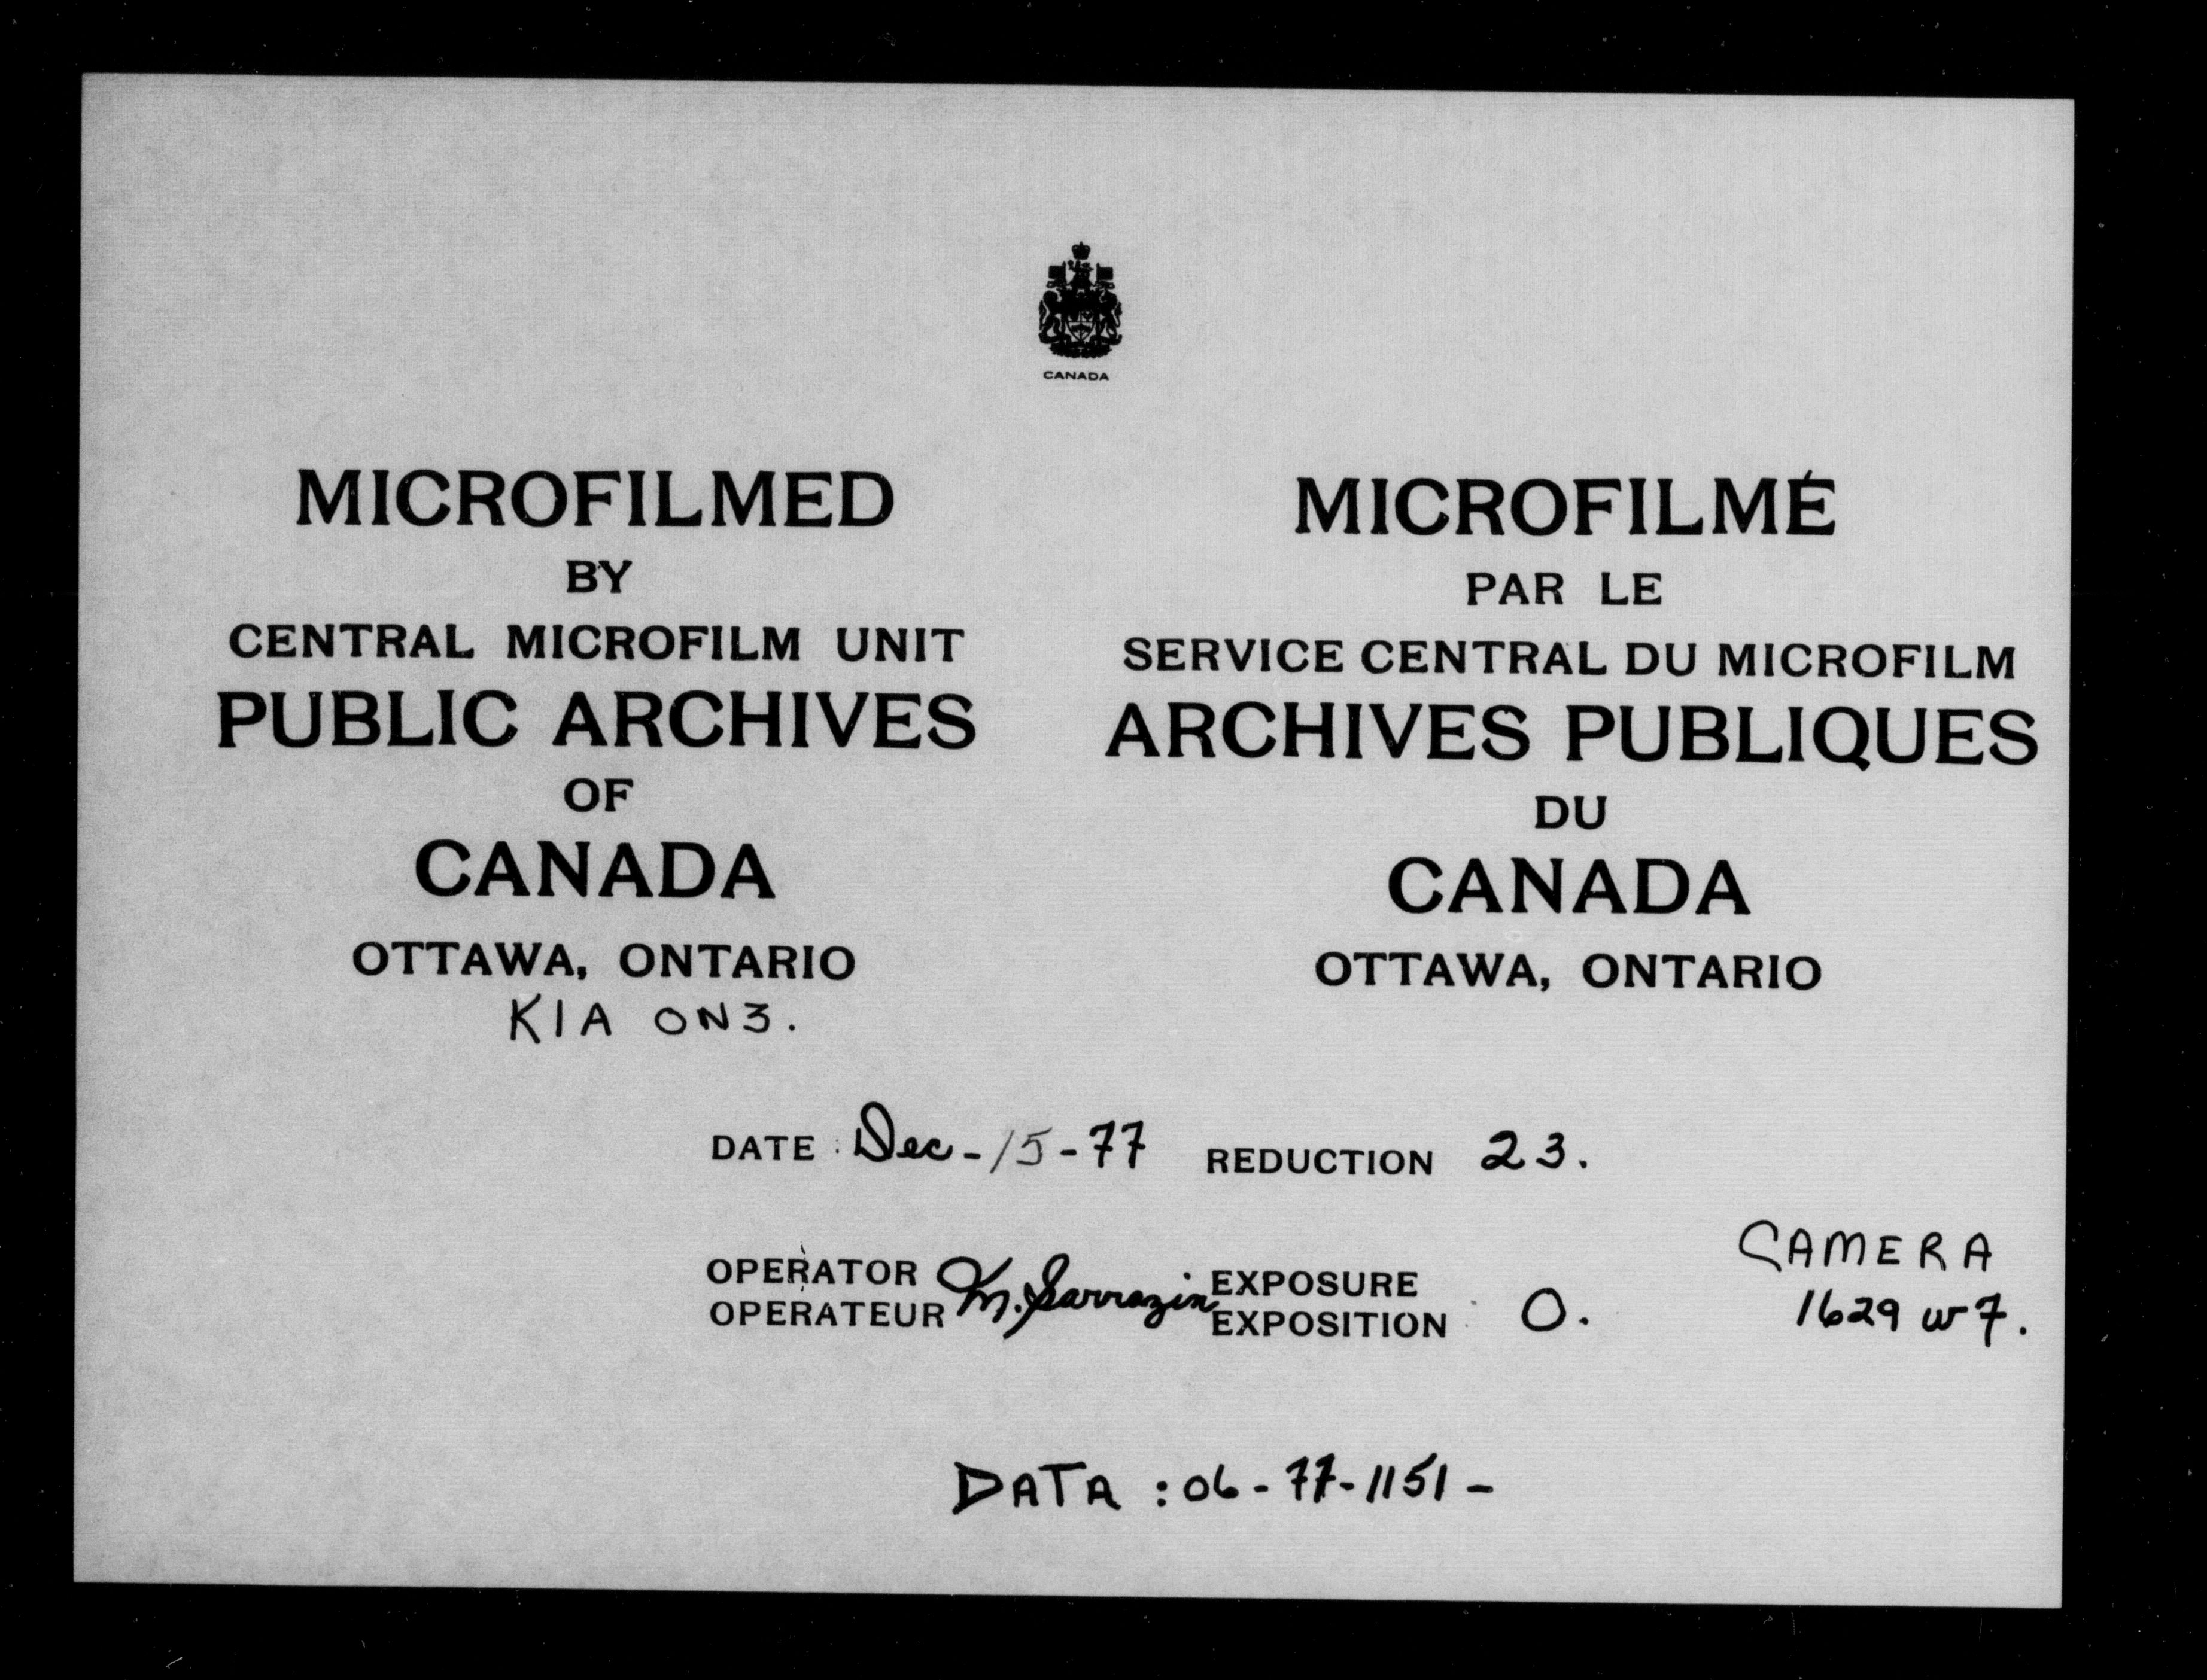 CANADA
MICROFILMED
BY
CENTRAL MICROFILM UNIT
PUBLIC ARCHIVES
OF
CANADA
OTTAWA, ONTARIO
K1A ON3.
MICROFILMÉ
PAR LE
SERVICE CENTRAL DU MICROFILM
ARCHIVES PUBLIQUES
DU
CANADA
OTTAWA, ONTARIO
DATE Dec-15-77 REDUCTION 23.
OPERATOR
OPERATEUR M. Sarrazin
EXPOSURE
EXPOSITION 0.
CAMERA
1629 W7.
DATA : 06-77-1151-